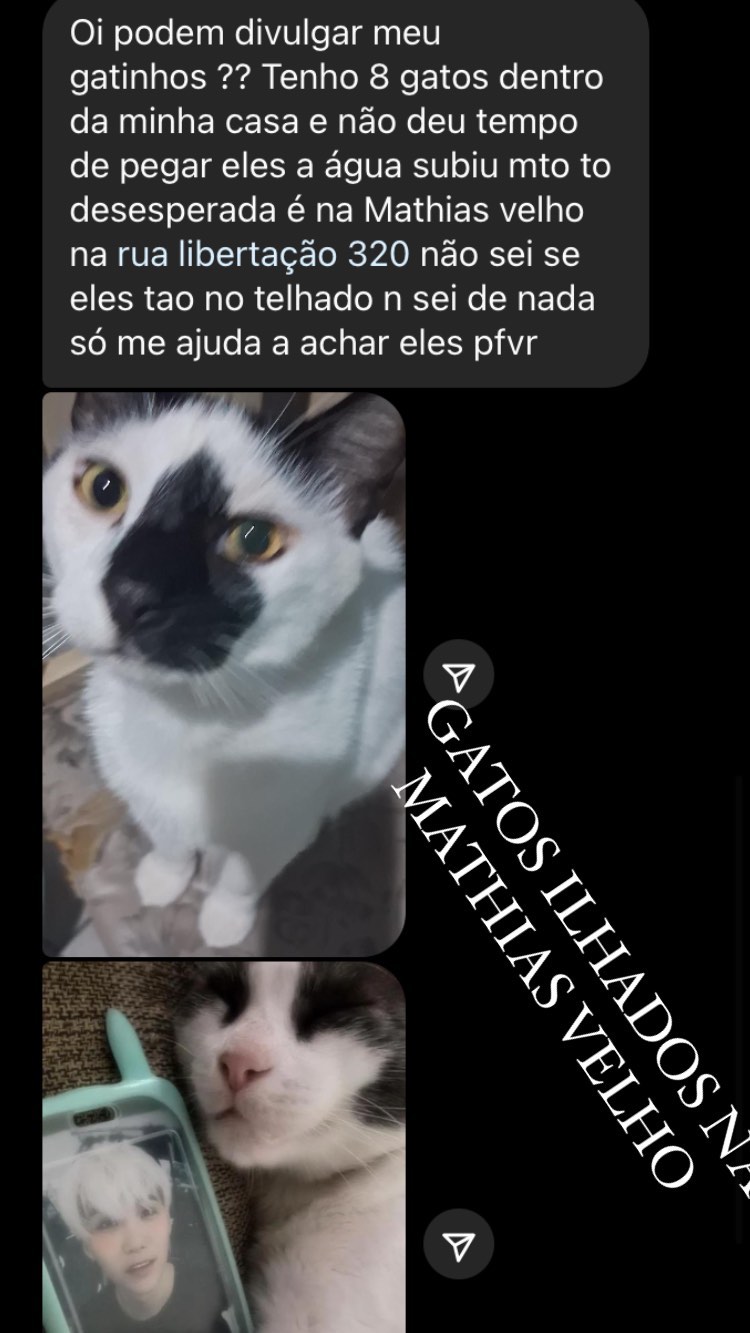 Oi podem divulgar meu
gatinhos ?? Tenho 8 gatos dentro
da minha casa e não deu tempo
de pegar eles a água subiu mto to
desesperada é na Mathias velho
na rua libertação 320 não sei se
eles tao no telhado n sei de nada
só me ajuda a achar eles pfvr
GATOS ILHADOS NA
MATHIAS VELHO